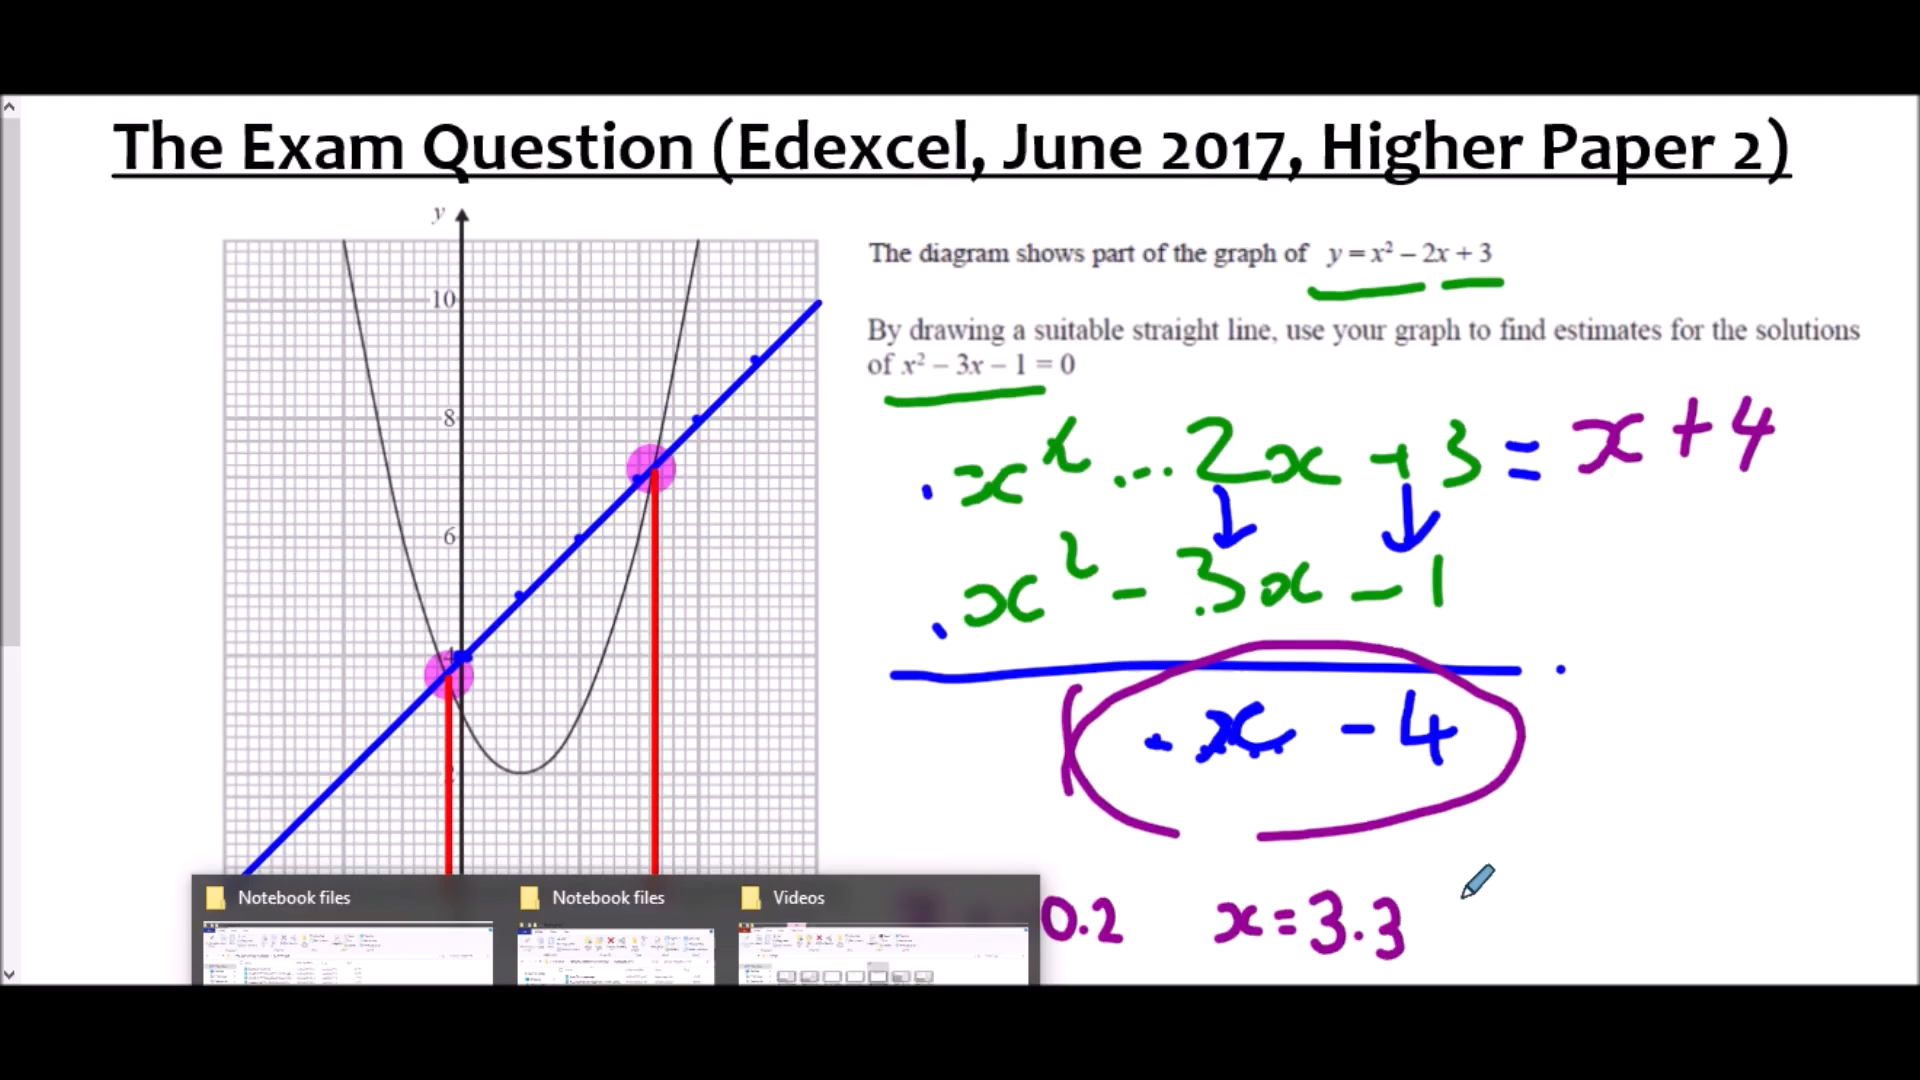 The Exam Question (Edexcel, June 2017, Higher Paper 2)
y
10
8
6
4
2
The diagram shows part of the graph of y = x² – 2x + 3
By drawing a suitable straight line, use your graph to find estimates for the solutions
of x² – 3x – 1 = 0
2x + 3 = x + 4
x² - 3x - 1
- x - 4
0.2 x = 3.3
Notebook files
Notebook files
Videos